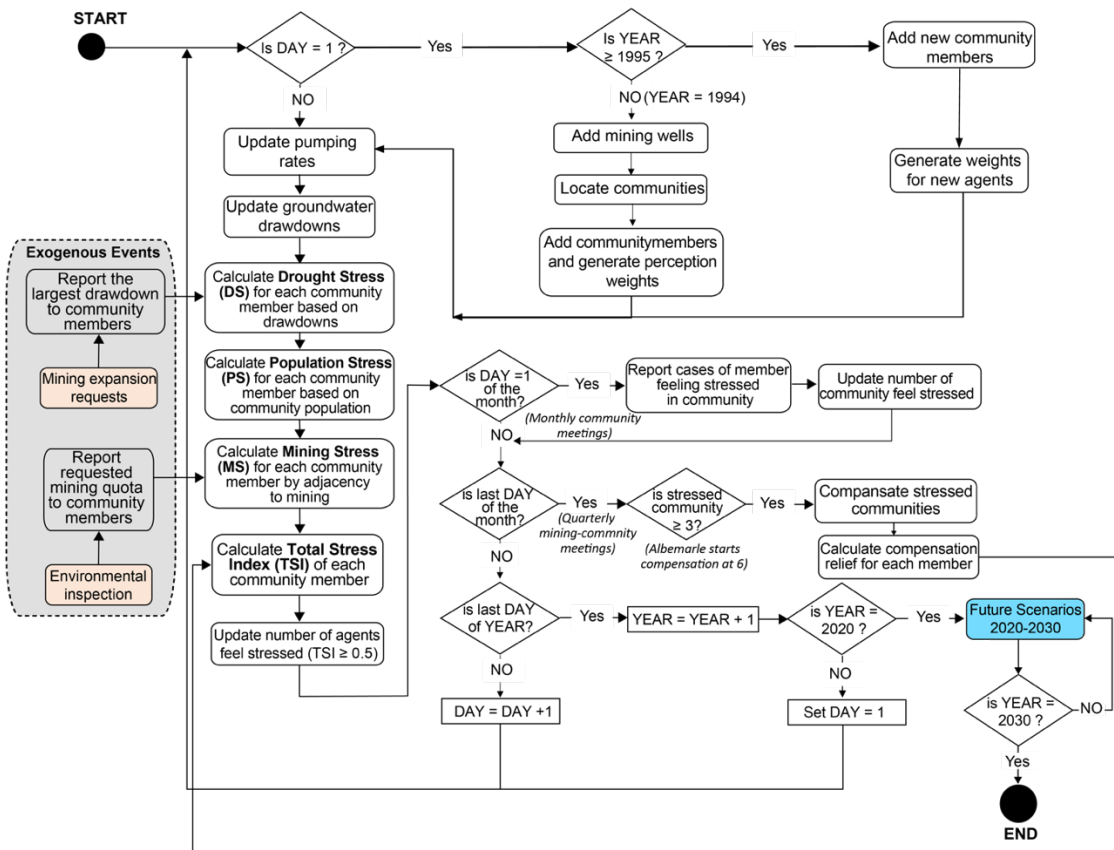 START
Is DAY = 1 ?
Yes
Is YEAR
≥ 1995 ?
Yes
Add new community
members
NO
NO (YEAR = 1994)
Update pumping
rates
Add mining wells
Generate weights
for new agents
Locate communities
Update groundwater
drawdowns
Add communitymembers
and generate perception
weights
Exogenous Events
Report the
largest drawdown
to community
members
Mining expansion
requests
Report
requested
mining quota
to community
members
Environmental
inspection
Calculate Drought Stress
(DS) for each community
member based on
drawdowns
Calculate Population Stress
(PS) for each community
member based on
community population
Calculate Mining Stress
(MS) for each community
member by adjacency
to mining
Calculate Total Stress
Index (TSI) of each
community member
Update number of agents
feel stressed (TSI ≥ 0.5)
is DAY =1
of the
month?
Yes
(Monthly community
meetings)
Report cases of member
feeling stressed
in community
Update number of
community feel stressed
NO
is last DAY
of the
month?
Yes
(Quarterly
mining-commnity
meetings)
is stressed
community
≥ 3?
(Albemarle starts
compensation at 6)
Yes
Compansate stressed
communities
Calculate compensation
relief for each member
NO
is last DAY
of YEAR?
Yes
YEAR = YEAR + 1
is YEAR =
2020 ?
Yes
Future Scenarios
2020-2030
NO
DAY = DAY +1
NO
Set DAY = 1
is YEAR =
2030 ?
NO
Yes
END